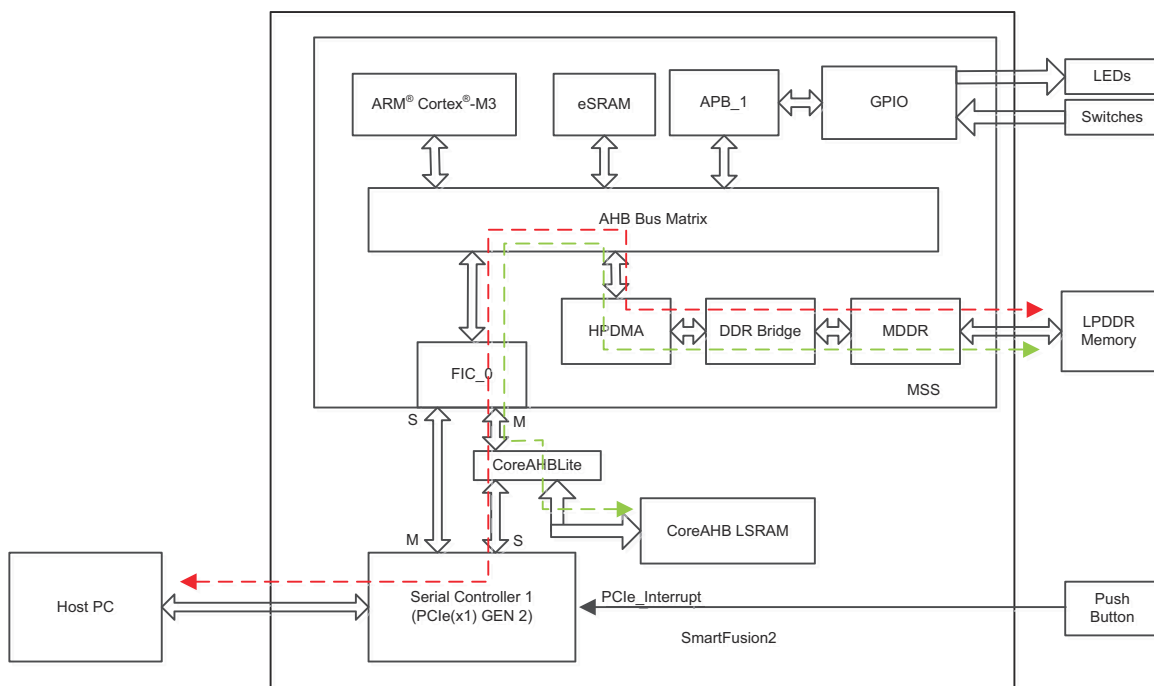 LEDs
Switches
ARM® Cortex®-M3
eSRAM
APB_1
GPIO
AHB Bus Matrix
HPDMA
DDR Bridge
MDDR
LPDDR
Memory
FIC_0
MSS
S
M
CoreAHBLite
CoreAHB LSRAM
M
S
Host PC
Serial Controller 1
(PCIe(x1) GEN 2)
PCIe_Interrupt
Push
Button
SmartFusion2